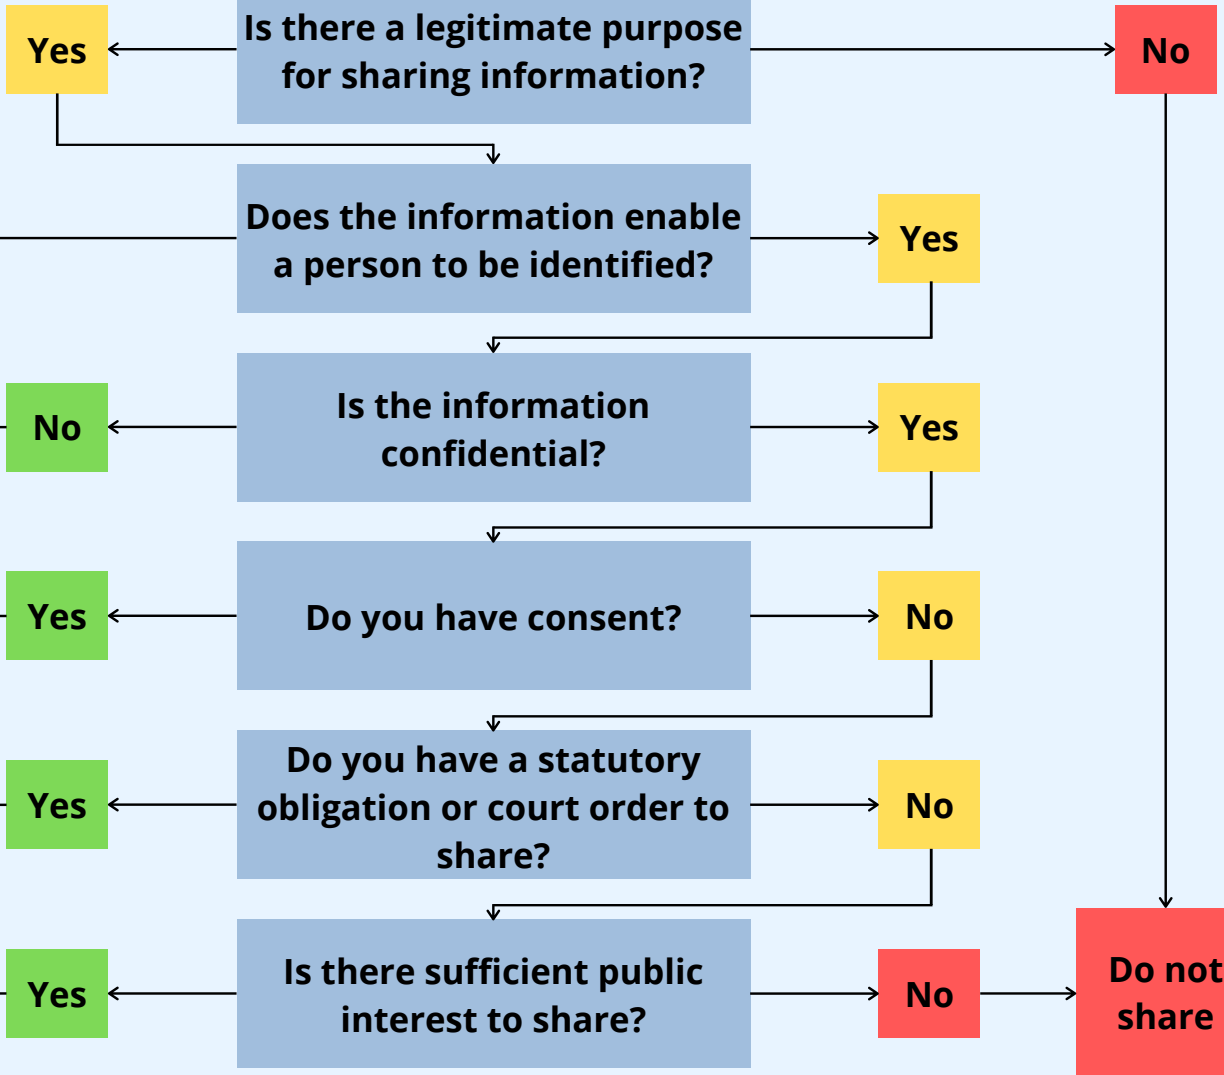 Yes
Is there a legitimate purpose
for sharing information?
No
Does the information enable
a person to be identified?
Yes
No
Is the information
confidential?
Yes
Yes
Do you have consent?
No
Yes
Do you have a statutory
obligation or court order to
share?
No
Yes
Is there sufficient public
interest to share?
No
Do not
share